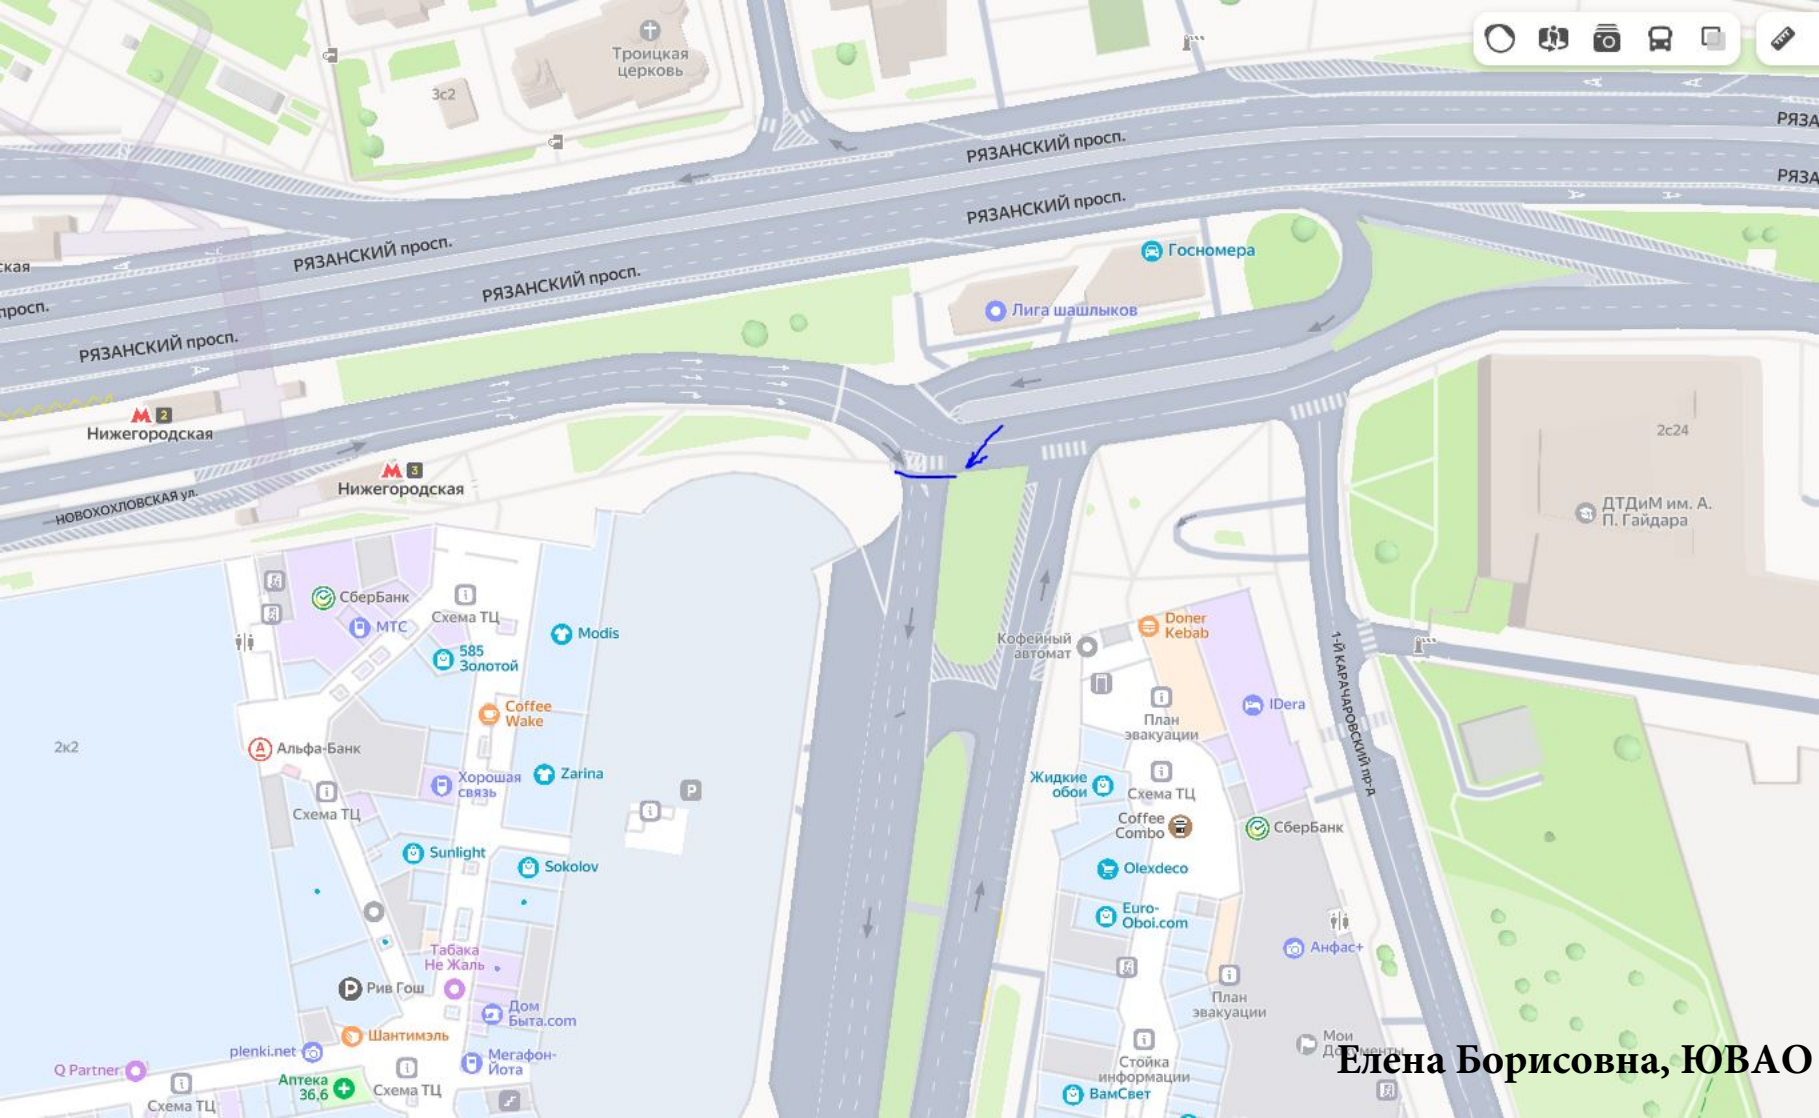 Троицкая
церковь
3с2
РЯЗАНСКИЙ просп.
РЯЗА
РЯЗАНСКИЙ просп.
РЯЗА
РЯЗАНСКИЙ просп.
Госномера
ская
РЯЗАНСКИЙ просп.
просп.
Лига шашлыков
РЯЗАНСКИЙ просп.
2
Нижегородская
3
Нижегородская
НОВОХОХЛОВСКАЯ ул.
2с24
ДТДиМ им. А.
П. Гайдара
СберБанк
Схема ТЦ
МТС
Modis
585
Золотой
Doner
Kebab
Кофейный
автомат
1-Й КАРАЧАРОВСКИЙ пр-д
Coffee
Wake
IDera
План
эвакуации
2к2
Альфа-Банк
Хорошая
связь
Zarina
P
Жидкие
обои
Схема ТЦ
Схема ТЦ
Coffee
Combo
СберБанк
Sunlight
Sokolov
Olexdeco
Euro-
Oboi.com
Табака
Не Жаль
Анфас+
Рив Гош
План
эвакуации
Дом
Быта.com
Шантимэль
plenki.net
Мегафон-
Йота
Мои
Документы
Елена Борисовна, ЮВАО
Стойка
информации
Q Partner
Схема ТЦ
Аптека
36,6
Схема ТЦ
ВамСвет